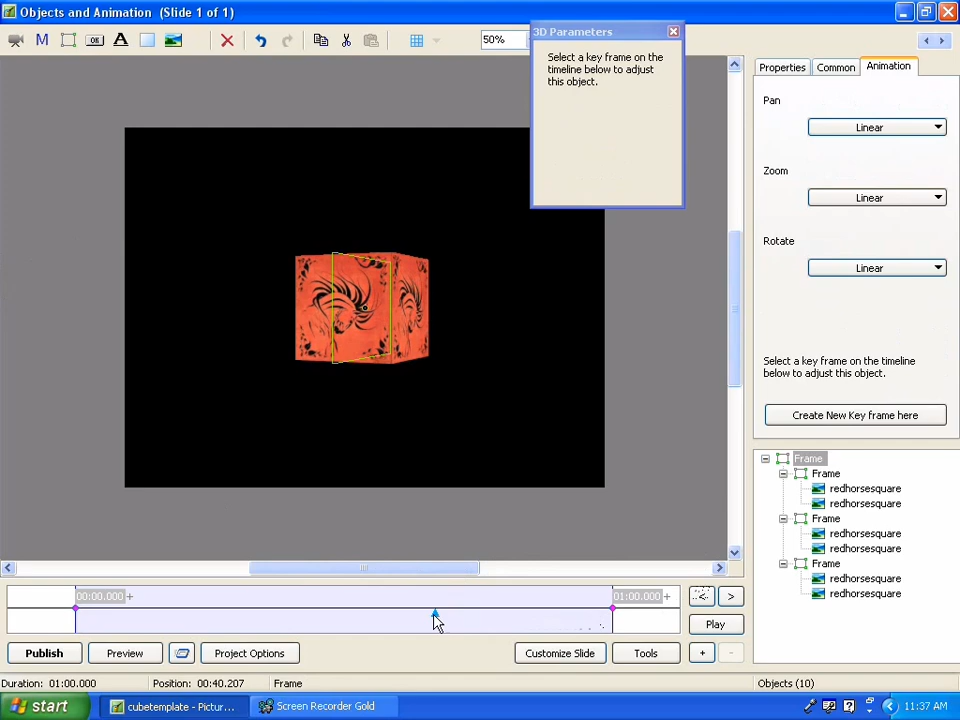 Objects and Animation (Slide 1 of 1)
M
OK
A
50%
3D Parameters
Select a key frame on the
timeline below to adjust
this object.
Properties
Common
Animation
Pan
Linear
Zoom
Linear
Rotate
Linear
Select a key frame on the timeline
below to adjust this object.
Create New Key frame here
Frame
Frame
redhorsesquare
redhorsesquare
Frame
redhorsesquare
redhorsesquare
Frame
redhorsesquare
redhorsesquare
00:00.000 +
01:00.000 +
<
>
Play
Publish
Preview
Project Options
Customize Slide
Tools
+
-
Duration: 01:00.000
Position: 00:40.207
Frame
Objects (10)
start
cubetemplate - Pictur...
Screen Recorder Gold
11:37 AM